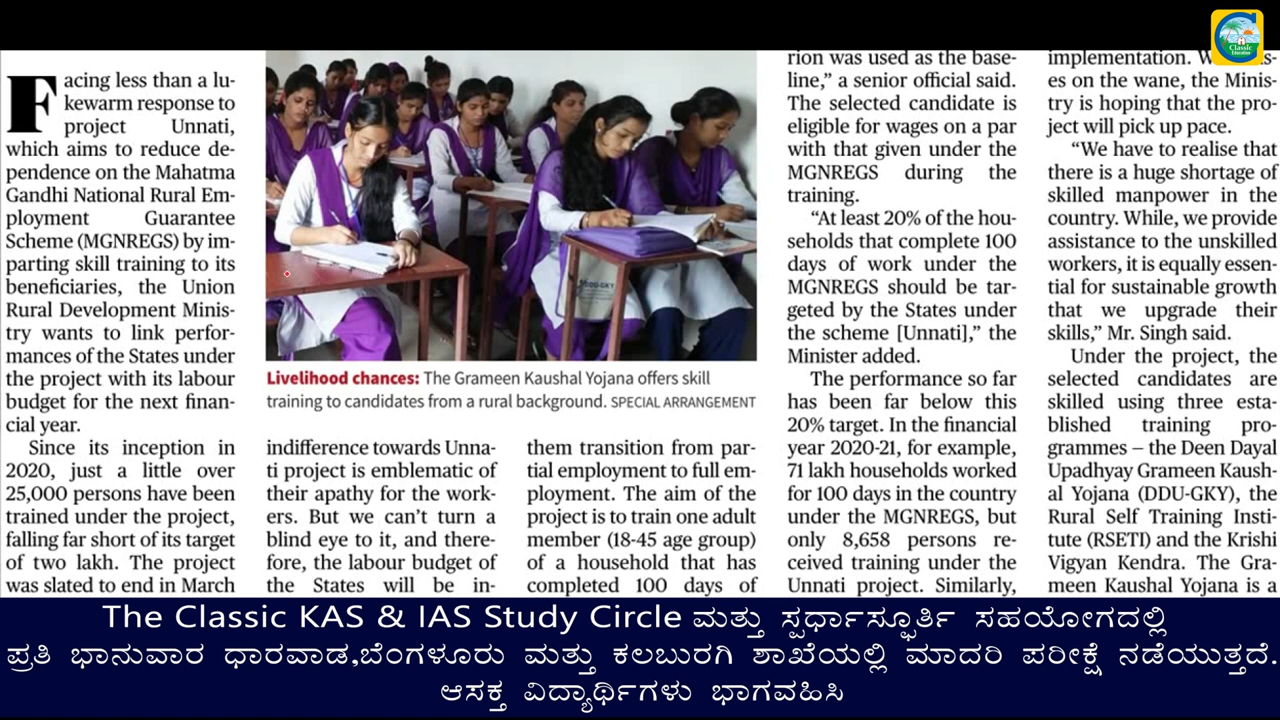 Facing less than a lu-
kewarm response to
project Unnati,
which aims to reduce de-
pendence on the Mahatma
Gandhi National Rural Em-
ployment Guarantee
Scheme (MGNREGS) by im-
parting skill training to its
beneficiaries, the Union
Rural Development Minis-
try wants to link perfor-
mances of the States under
the project with its labour
budget for the next finan-
cial year.
Since its inception in
2020, just a little over
25,000 persons have been
trained under the project,
falling far short of its target
of two lakh. The project
was slated to end in March
DDU-GKY
Livelihood chances: The Grameen Kaushal Yojana offers skill
training to candidates from a rural background. SPECIAL ARRANGEMENT
indifference towards Unna-
ti project is emblematic of
their apathy for the work-
ers. But we can't turn a
blind eye to it, and there-
fore, the labour budget of
the States will be in-
them transition from par-
tial employment to full em-
ployment. The aim of the
project is to train one adult
member (18-45 age group)
of a household that has
completed 100 days of
rion was used as the base-
line,” a senior official said.
The selected candidate is
eligible for wages on a par
with that given under the
MGNREGS during the
training.
“At least 20% of the hou-
seholds that complete 100
days of work under the
MGNREGS should be tar-
geted by the States under
the scheme [Unnati],” the
Minister added.
The performance so far
has been far below this
20% target. In the financial
year 2020-21, for example,
71 lakh households worked
for 100 days in the country
under the MGNREGS, but
only 8,658 persons re-
ceived training under the
Unnati project. Similarly,
implementation.
es on the wane, the Minis-
try is hoping that the pro-
ject will pick up pace.
“We have to realise that
there is a huge shortage of
skilled manpower in the
country. While, we provide
assistance to the unskilled
workers, it is equally essen-
tial for sustainable growth
that we upgrade their
skills,” Mr. Singh said.
Under the project, the
selected candidates are
skilled using three esta-
blished training pro-
grammes – the Deen Dayal
Upadhyay Grameen Kaush-
al Yojana (DDU-GKY), the
Rural Self Training Insti-
tute (RSETI) and the Krishi
Vigyan Kendra. The Gra-
meen Kaushal Yojana is a
Classic
Education
The Classic KAS & IAS Study Circle ಮತ್ತು ಸ್ಪರ್ಧಾಸ್ಫೂರ್ತಿ ಸಹಯೋಗದಲ್ಲಿ
ಪ್ರತಿ ಭಾನುವಾರ ಧಾರವಾಡ,ಬೆಂಗಳೂರು ಮತ್ತು ಕಲಬುರಗಿ ಶಾಖೆಯಲ್ಲಿ ಮಾದರಿ ಪರೀಕ್ಷೆ ನಡೆಯುತ್ತದೆ.
ಆಸಕ್ತ ವಿದ್ಯಾರ್ಥಿಗಳು ಭಾಗವಹಿಸಿ